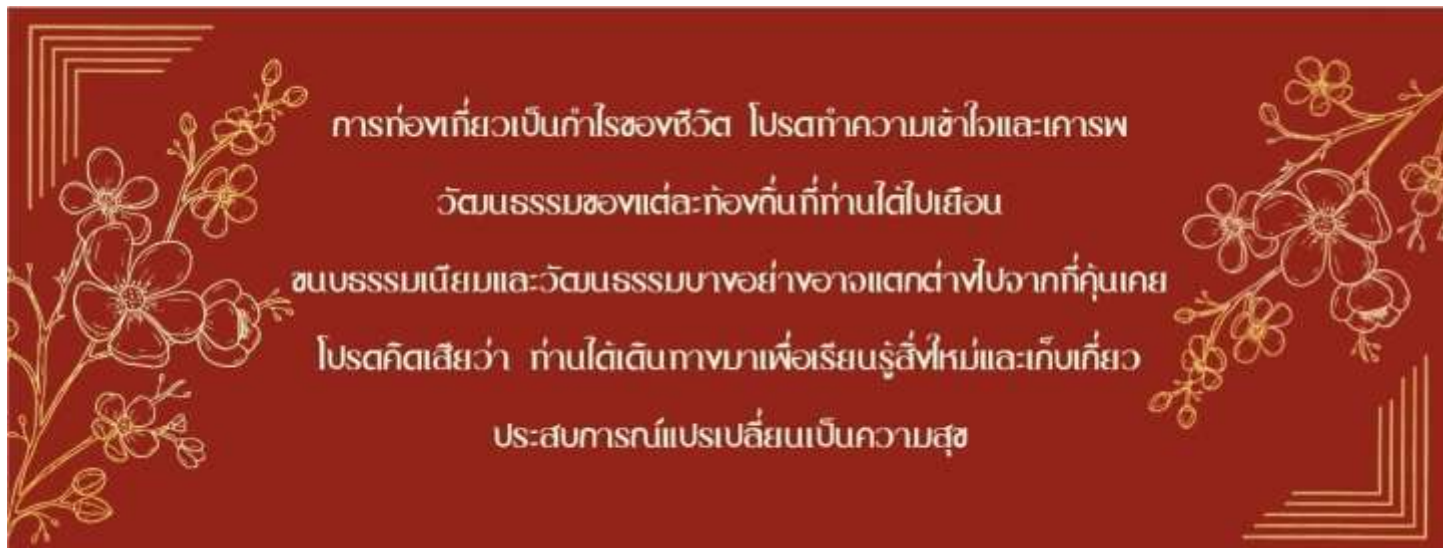 การท่องเที่ยวเป็นกำไรของชีวิต โปรดทำความเข้าใจและเคารพ
วัฒนธรรมของแต่ละท้องถิ่นที่ท่านได้ไปเยือน
ขนบธรรมเนียมและวัฒนธรรมบางอย่างอาจแตกต่างไปจากที่คุ้นเคย
โปรดคิดเสียว่า ท่านได้เดินทางมาเพื่อเรียนรู้สิ่งใหม่และเก็บเกี่ยว
ประสบการณ์แปรเปลี่ยนเป็นความสุข